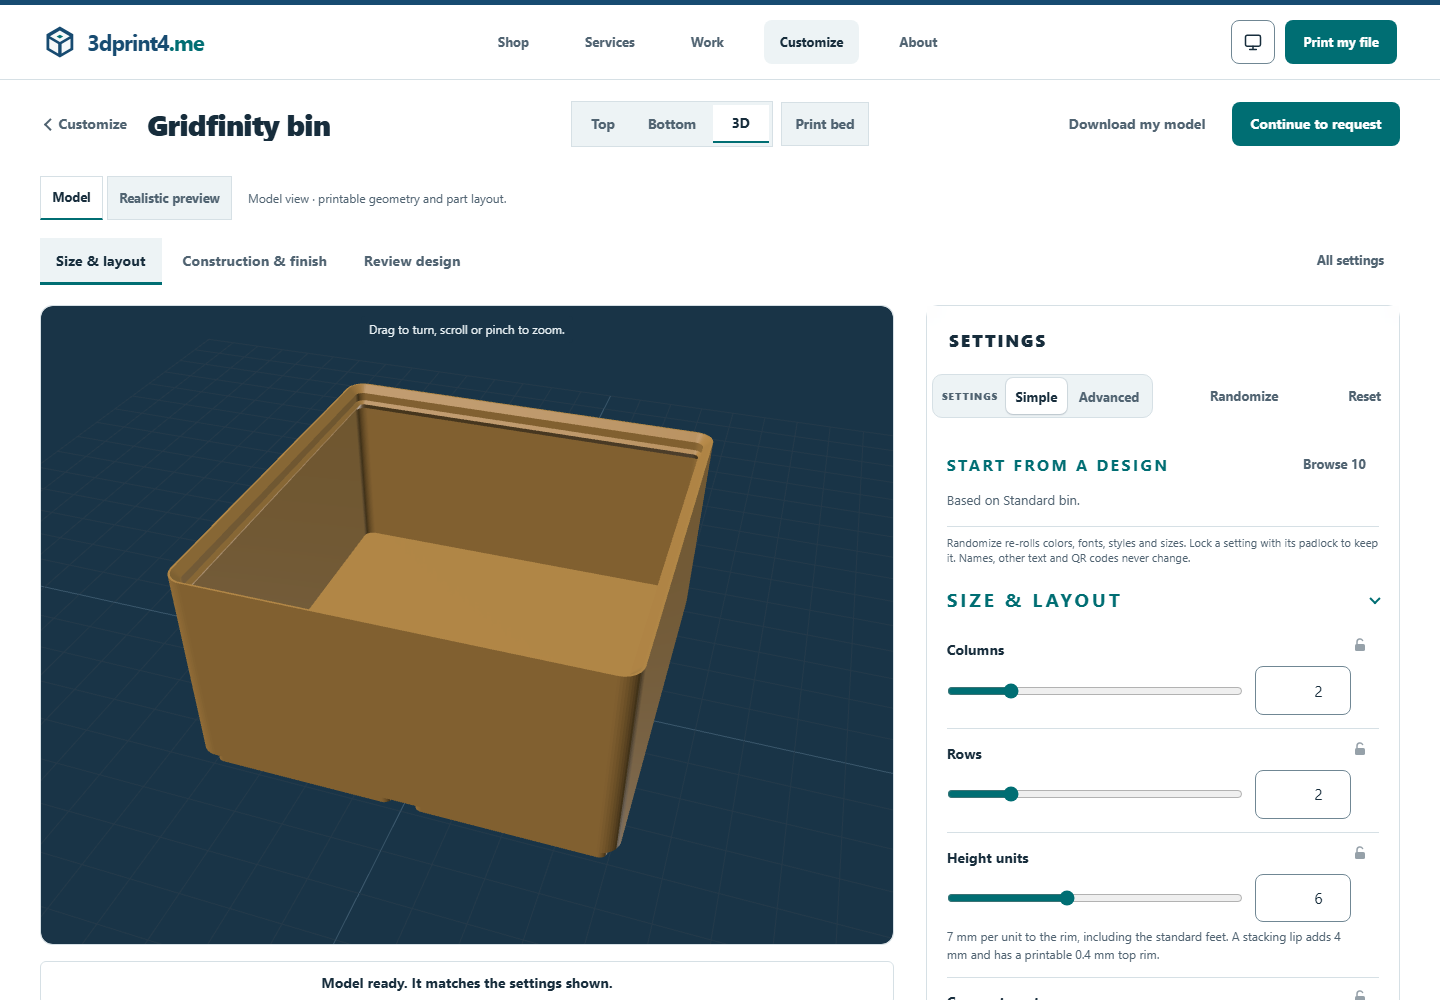 3dprint4.me
Shop
Services
Work
Customize
About
Print my file
Customize
Gridfinity bin
Top
Bottom
3D
Print bed
Download my model
Continue to request
Model
Realistic preview
Model view · printable geometry and part layout.
Size & layout
Construction & finish
Review design
All settings
Drag to turn, scroll or pinch to zoom.
Model ready. It matches the settings shown.
SETTINGS
SETTINGS
Simple
Advanced
Randomize
Reset
START FROM A DESIGN
Browse 10
Based on Standard bin.
Randomize re-rolls colors, fonts, styles and sizes. Lock a setting with its padlock to keep
it. Names, other text and QR codes never change.
SIZE & LAYOUT
Columns
2
Rows
2
Height units
6
7 mm per unit to the rim, including the standard feet. A stacking lip adds 4
mm and has a printable 0.4 mm top rim.